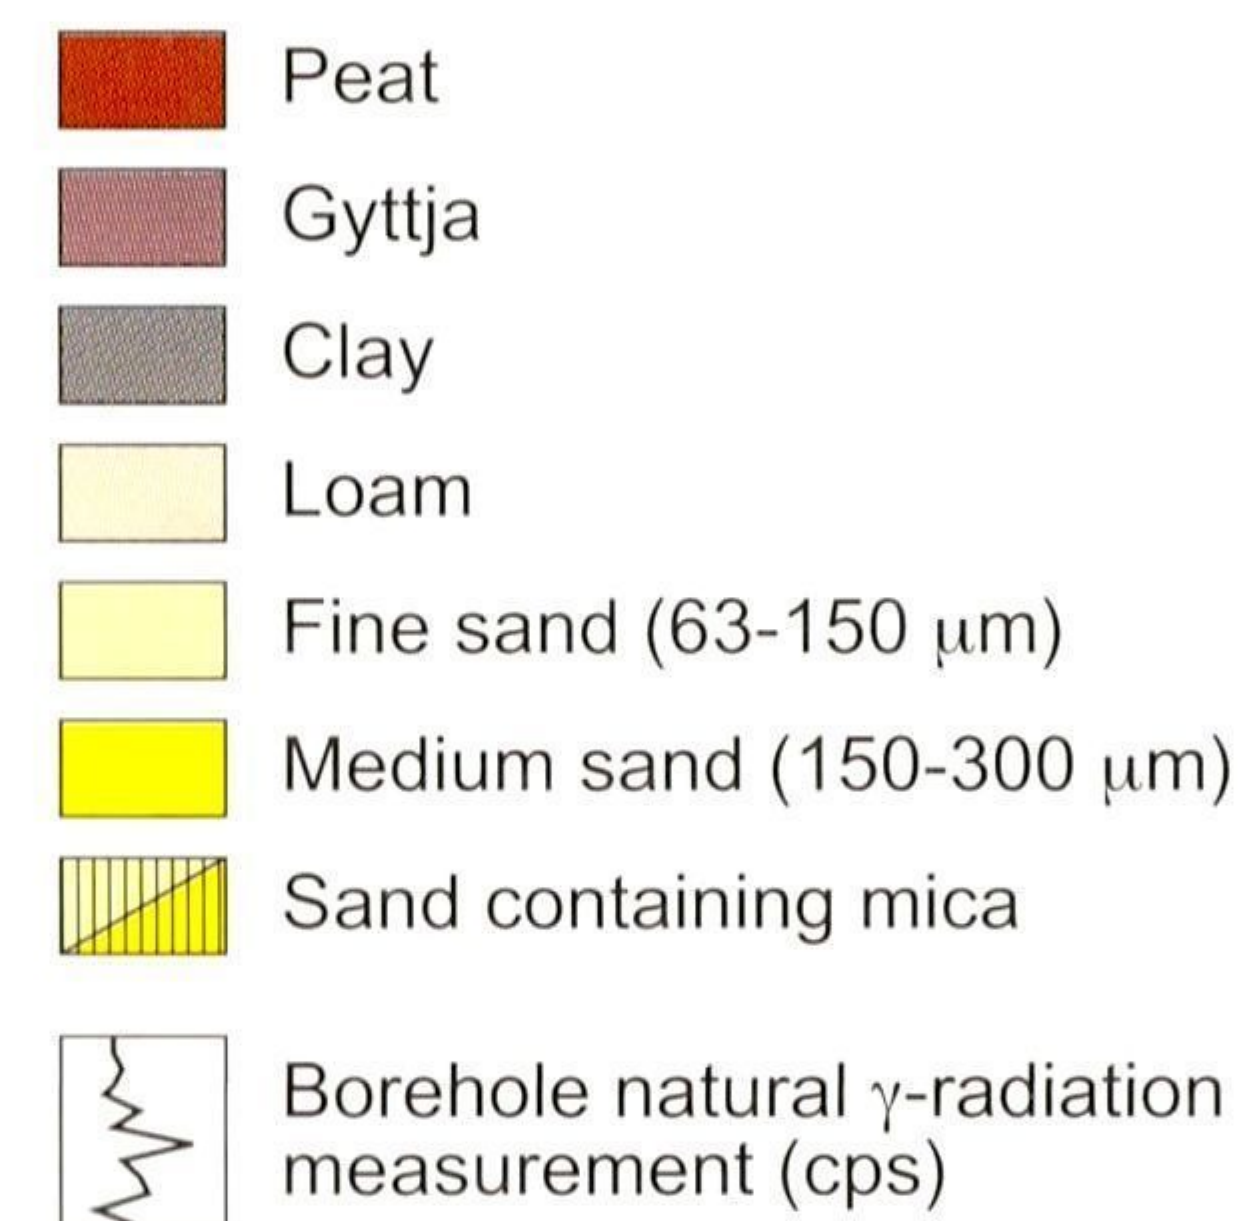 Peat
Gyttja
Clay
Loam
Fine sand (63-150 μm)
Medium sand (150-300 μm)
Sand containing mica
Borehole natural γ-radiation
measurement (cps)